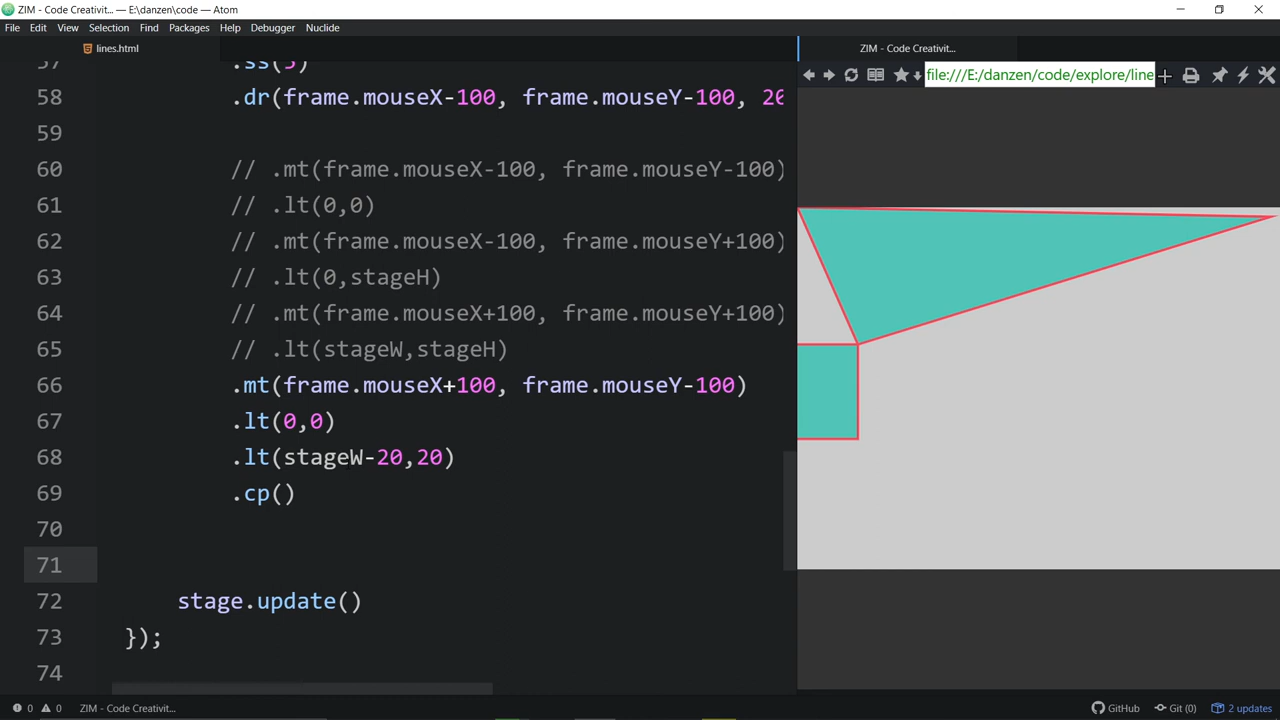 ZIM - Code Creativit... — E:\danzen\code — Atom
File Edit View Selection Find Packages Help Debugger Nuclide
lines.html
ZIM - Code Creativit...
file:///E:/danzen/code/explore/line
57 .ss(5)
58 .dr(frame.mouseX-100, frame.mouseY-100, 20
59
60 // .mt(frame.mouseX-100, frame.mouseY-100)
61 // .lt(0,0)
62 // .mt(frame.mouseX-100, frame.mouseY+100)
63 // .lt(0,stageH)
64 // .mt(frame.mouseX+100, frame.mouseY+100)
65 // .lt(stageW,stageH)
66 .mt(frame.mouseX+100, frame.mouseY-100)
67 .lt(0,0)
68 .lt(stageW-20,20)
69 .cp()
70
71
72 stage.update()
73 });
74
0 0 ZIM - Code Creativit...
GitHub Git (0) 2 updates